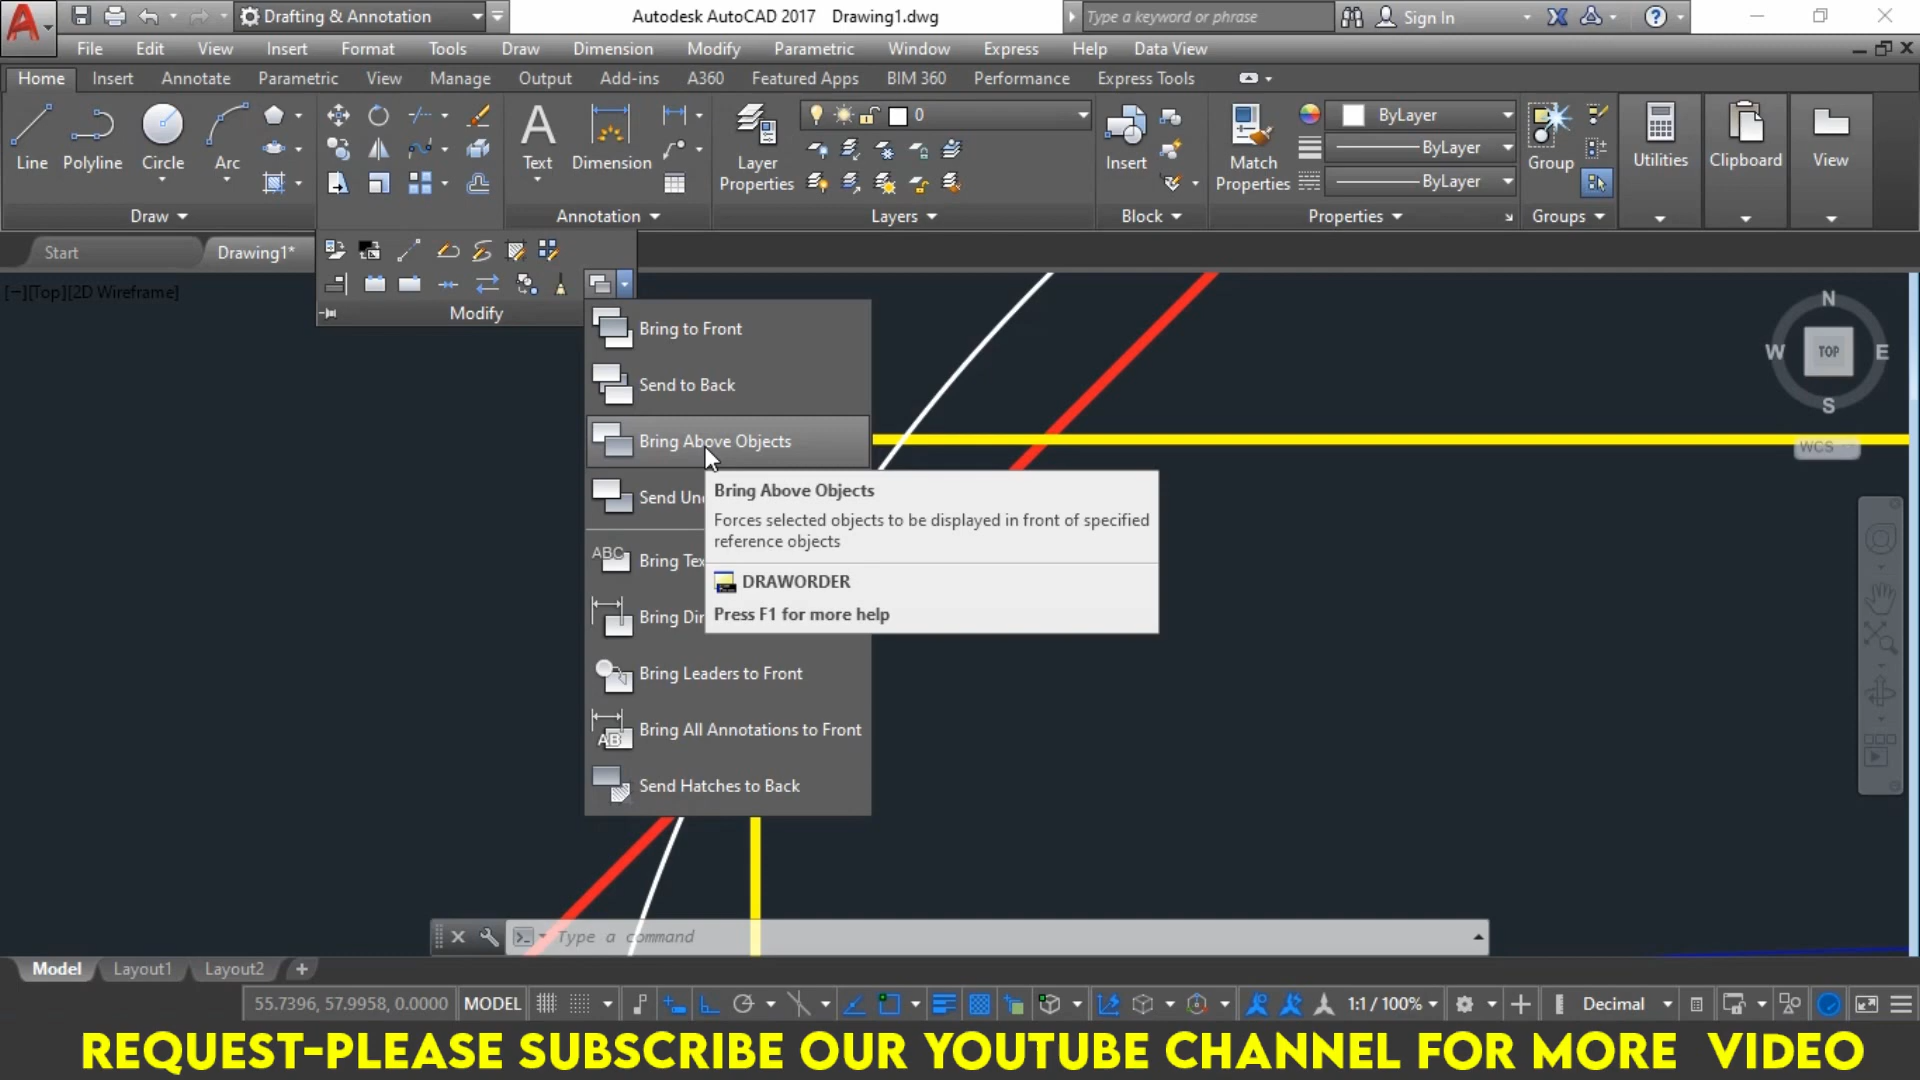 Drafting & Annotation
Autodesk AutoCAD 2017 Drawing1.dwg
Type a keyword or phrase
Sign In
File Edit View Insert Format Tools Draw Dimension Modify Parametric Window Express Help Data View
Home Insert Annotate Parametric View Manage Output Add-ins A360 Featured Apps BIM 360 Performance Express Tools
0
ByLayer
ByLayer
ByLayer
Line Polyline Circle Arc
Text Dimension
Layer Properties
Insert
Match Properties
Group
Utilities Clipboard View
Draw Annotation Layers Block Properties Groups
Start Drawing1*
[−][Top][2D Wireframe]
Modify
Bring to Front
Send to Back
Bring Above Objects
Send Un
Bring Tex
Bring Di
Bring Leaders to Front
Bring All Annotations to Front
Send Hatches to Back
ABC
AB
Bring Above Objects
Forces selected objects to be displayed in front of specified
reference objects
DRAWORDER
Press F1 for more help
N
W TOP E
S
WCS
Type a command
Model Layout1 Layout2 +
55.7396, 57.9958, 0.0000 MODEL 1:1 / 100% Decimal
REQUEST-PLEASE SUBSCRIBE OUR YOUTUBE CHANNEL FOR MORE VIDEO